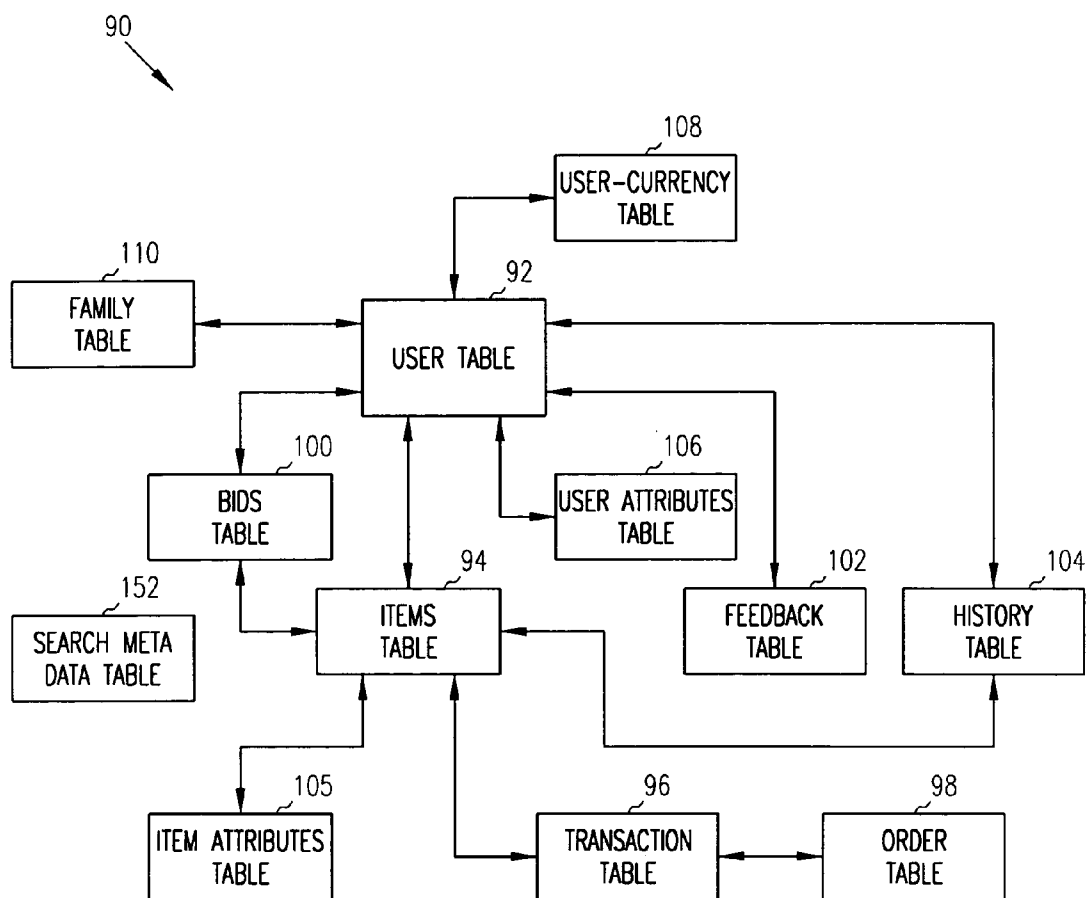 90
108
USER-CURRENCY
TABLE
110
FAMILY
TABLE
92
USER TABLE
100
BIDS
TABLE
106
USER ATTRIBUTES
TABLE
152
SEARCH META
DATA TABLE
94
ITEMS
TABLE
102
FEEDBACK
TABLE
104
HISTORY
TABLE
105
ITEM ATTRIBUTES
TABLE
96
TRANSACTION
TABLE
98
ORDER
TABLE